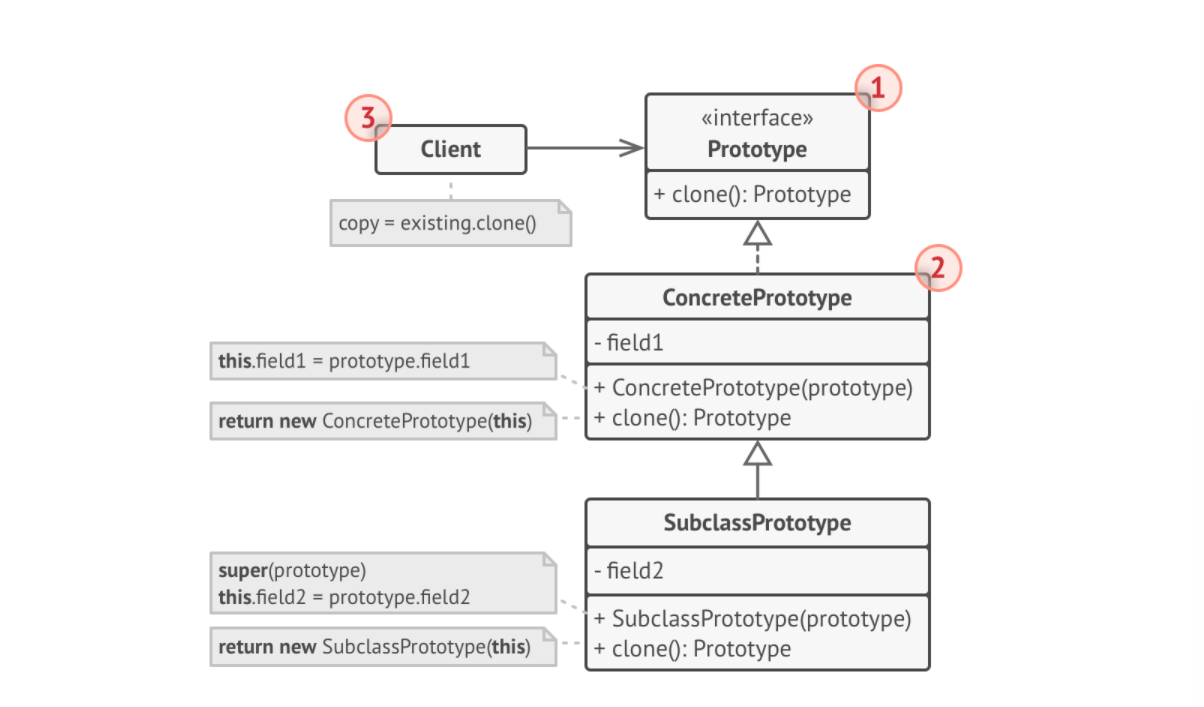 1
«interface»
Prototype
+ clone(): Prototype
3
Client
copy = existing.clone()
2
ConcretePrototype
- field1
+ ConcretePrototype(prototype)
+ clone(): Prototype
this.field1 = prototype.field1
return new ConcretePrototype(this)
SubclassPrototype
- field2
+ SubclassPrototype(prototype)
+ clone(): Prototype
super(prototype)
this.field2 = prototype.field2
return new SubclassPrototype(this)